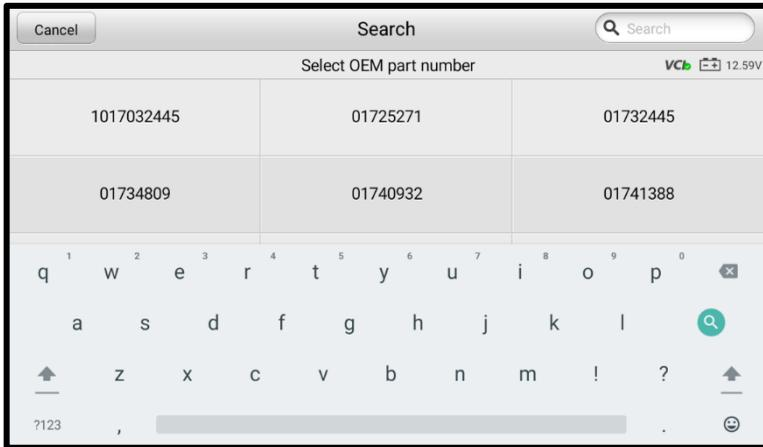 Cancel Search Search
Select OEM part number VCI 12.59V
1017032445 01725271 01732445
01734809 01740932 01741388
1 2 3 4 5 6 7 8 9 0
q w e r t y u i o p
a s d f g h j k l
z x c v b n m ! ?
?123 , .